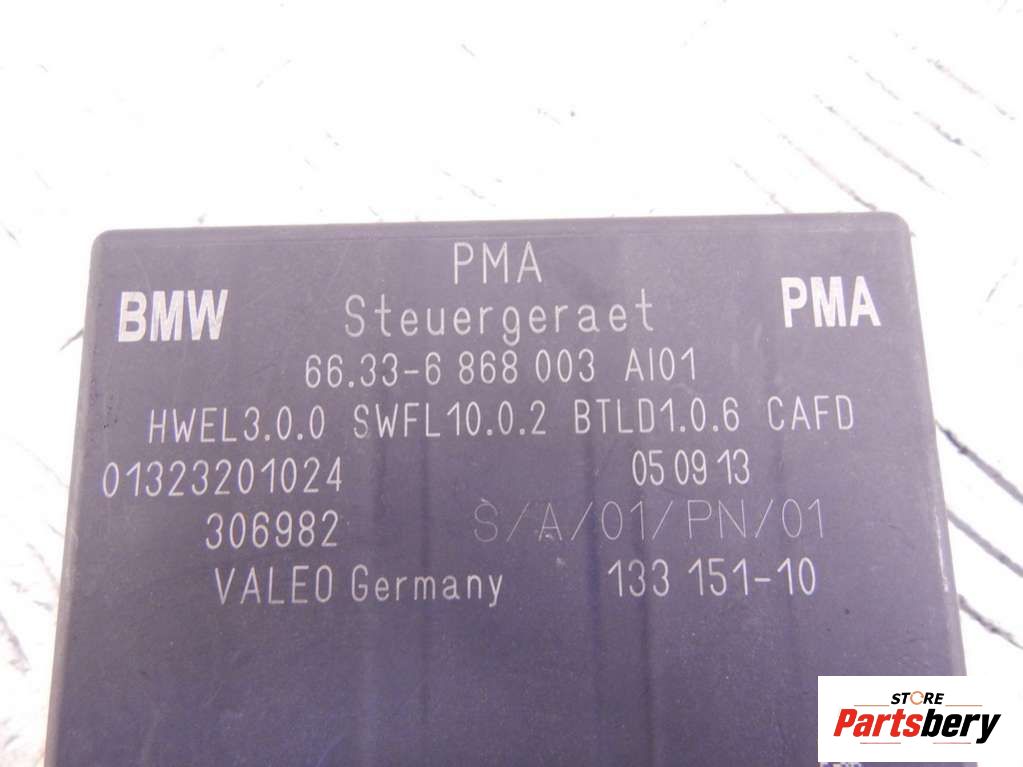 PMA
BMW Steuergeraet PMA
66.33-6 868 003 AI01
HWEL3.0.0 SWFL10.0.2 BTLD1.0.6 CAFD
01323201024 05 09 13
306982 S/A/01/PN/01
VALEO Germany 133 151-10
STORE
Partsbery